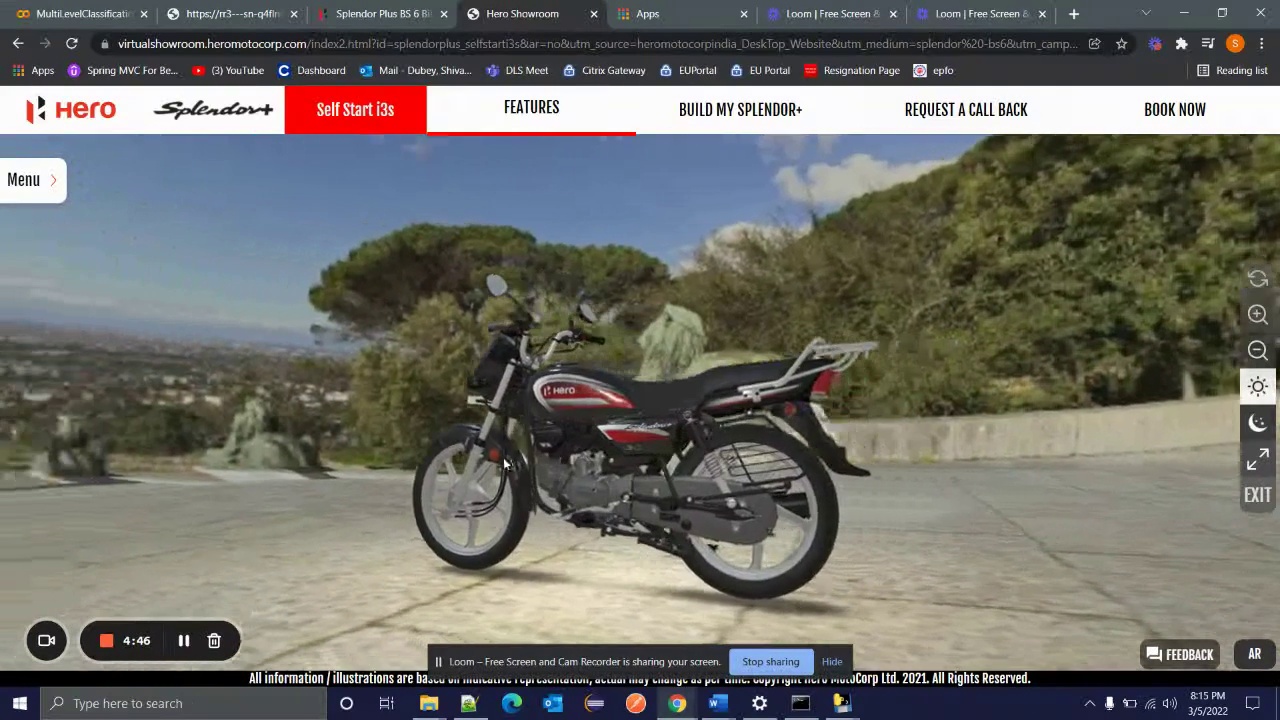 MultiLevelClassificatin
https://rr3---sn-q4fln
Splendor Plus BS 6 Bi
Hero Showroom
Apps
Loom | Free Screen &
Loom | Free Screen &
virtualshowroom.heromotocorp.com/index2.html?id=splendorplus_selfstarti3s&ar=no&utm_source=heromotocorpindia_DeskTop_Website&utm_medium=splendor%20-bs6&utm_camp...
Apps
Spring MVC For Be...
(3) YouTube
Dashboard
Mail - Dubey, Shiva...
DLS Meet
Citrix Gateway
EUPortal
EU Portal
Resignation Page
epfo
Reading list
Hero
Splendor+
Self Start i3s
FEATURES
BUILD MY SPLENDOR+
REQUEST A CALL BACK
BOOK NOW
Menu
Hero
Splendor+
EXIT
4:46
Loom – Free Screen and Cam Recorder is sharing your screen.
Stop sharing
Hide
FEEDBACK
AR
All information / illustrations are based on indicative representation, actual may change as per time. Copyright Hero MotoCorp Ltd. 2021. All Rights Reserved.
Type here to search
8:15 PM
3/5/2022